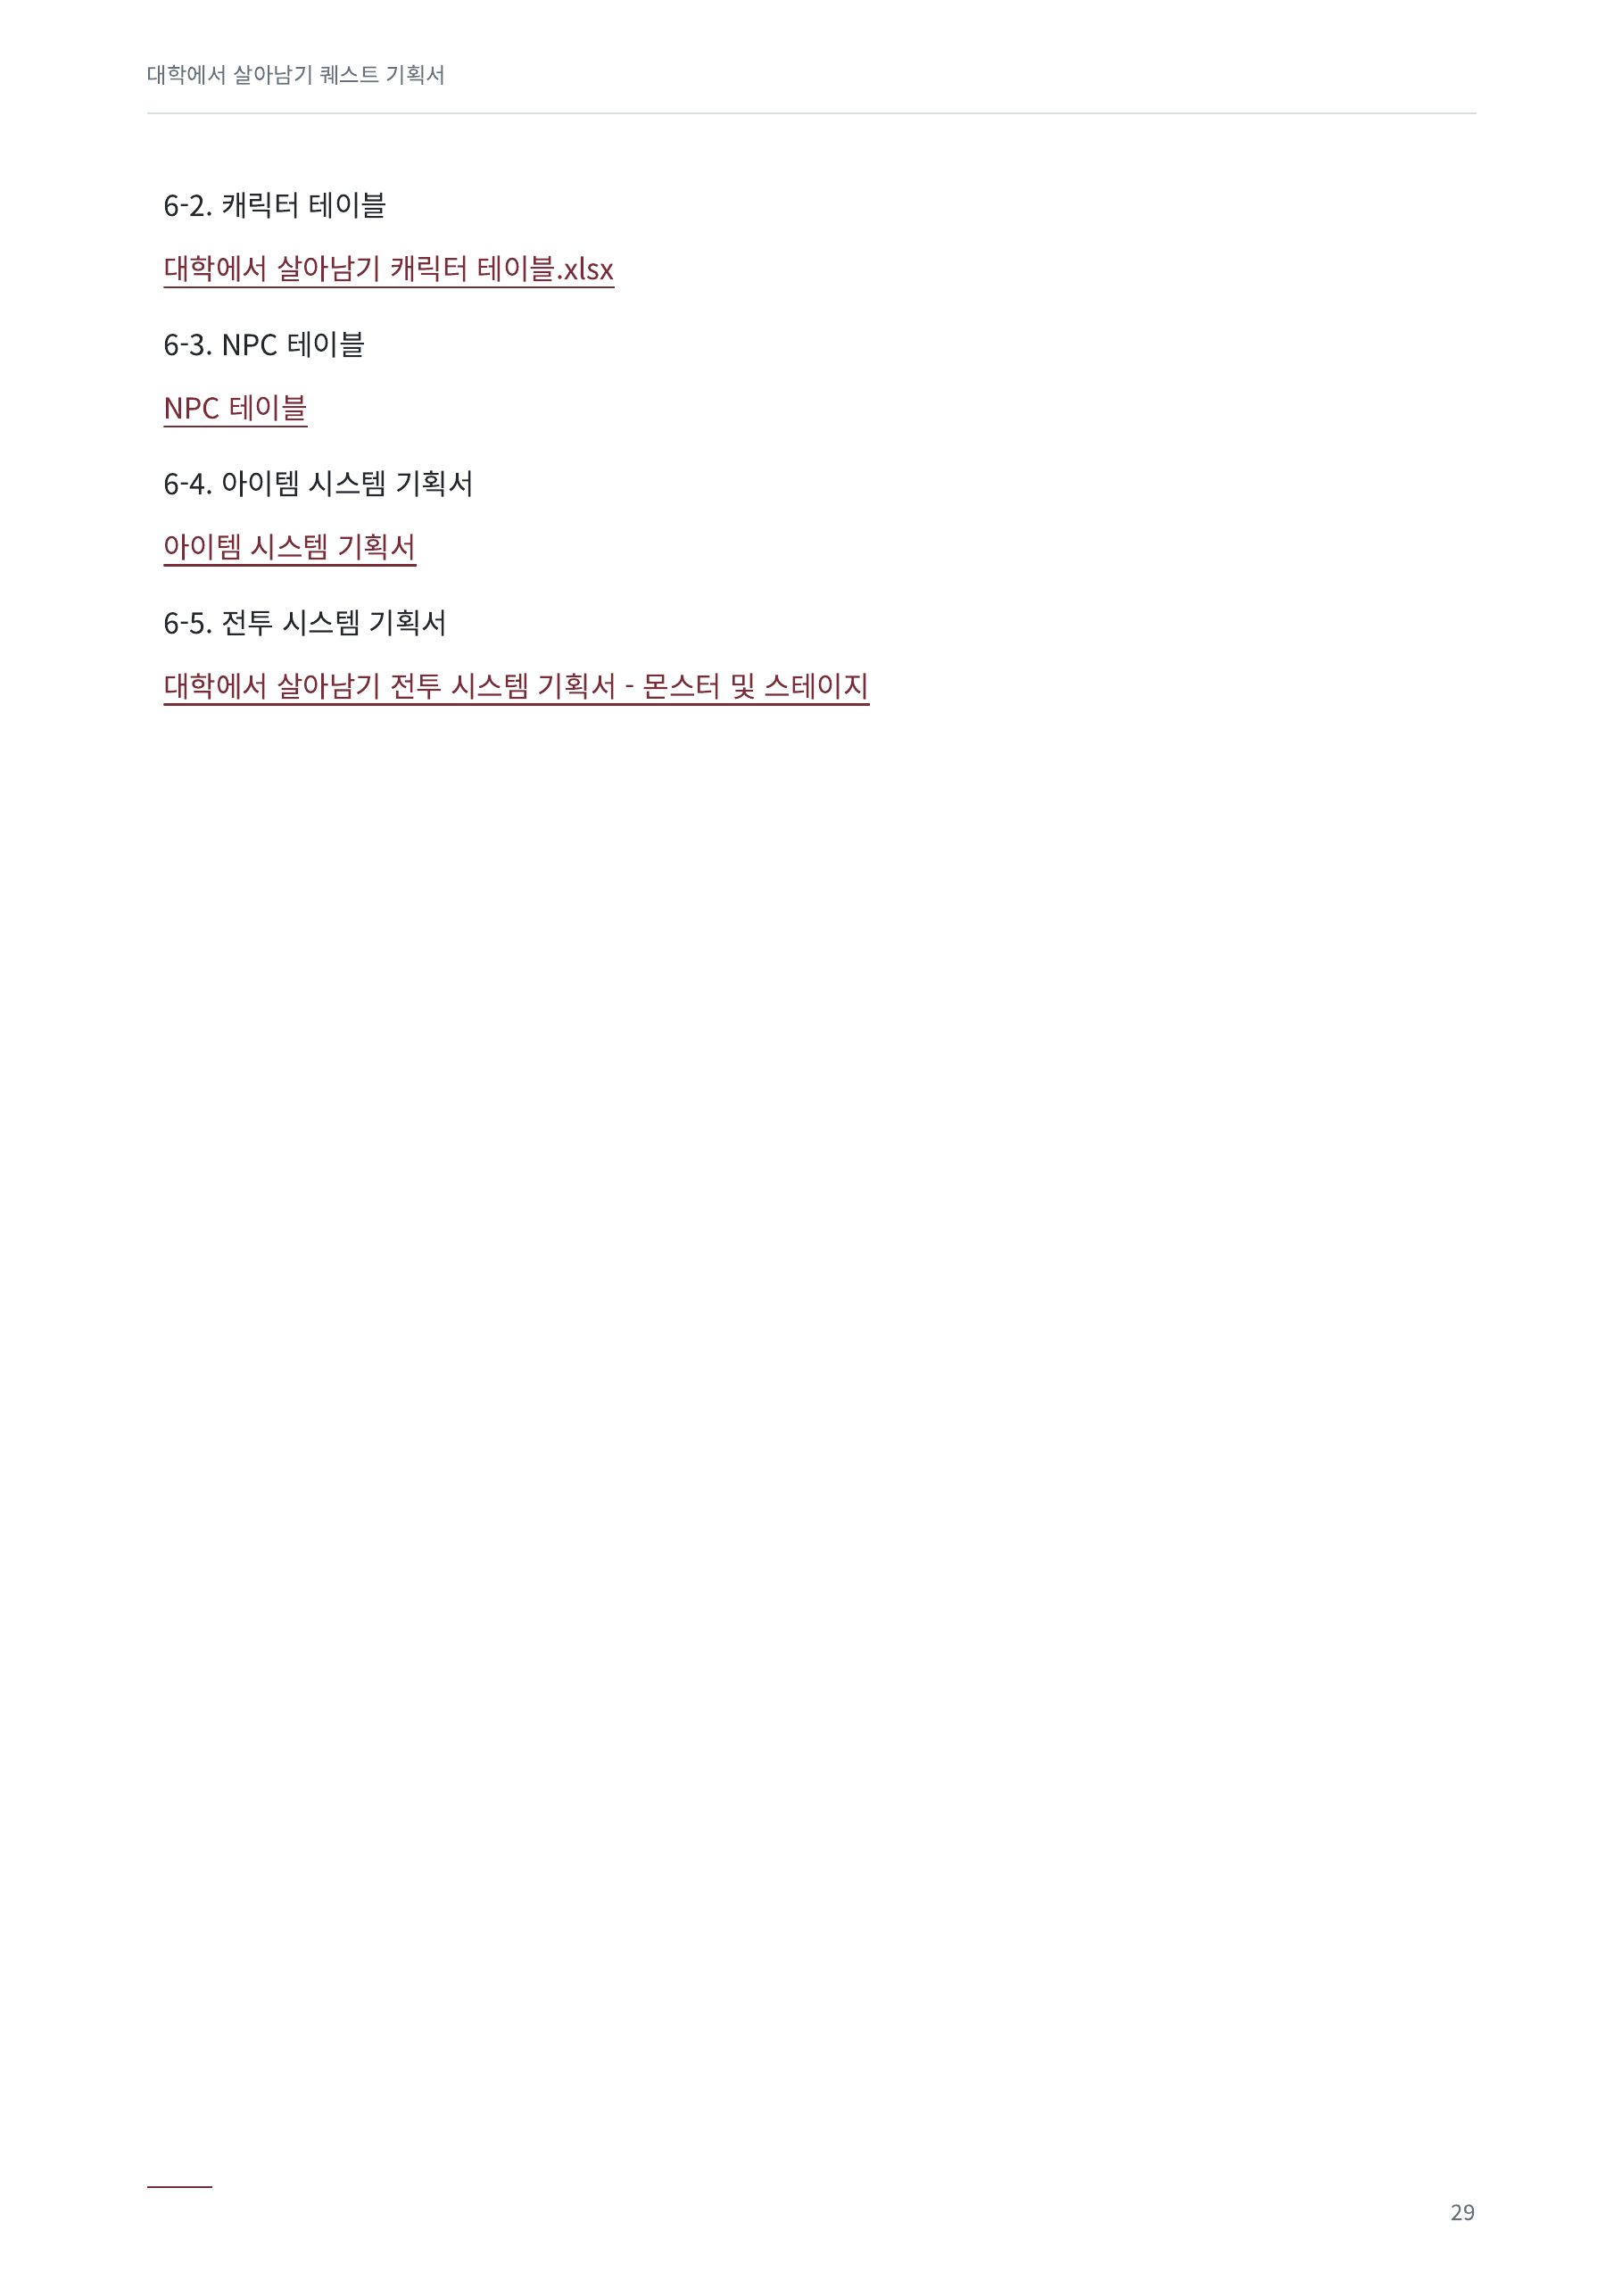 대학에서 살아남기 퀘스트 기획서
6-2. 캐릭터 테이블
대학에서 살아남기 캐릭터 테이블.xlsx
6-3. NPC 테이블
NPC 테이블
6-4. 아이템 시스템 기획서
아이템 시스템 기획서
6-5. 전투 시스템 기획서
대학에서 살아남기 전투 시스템 기획서 - 몬스터 및 스테이지
29